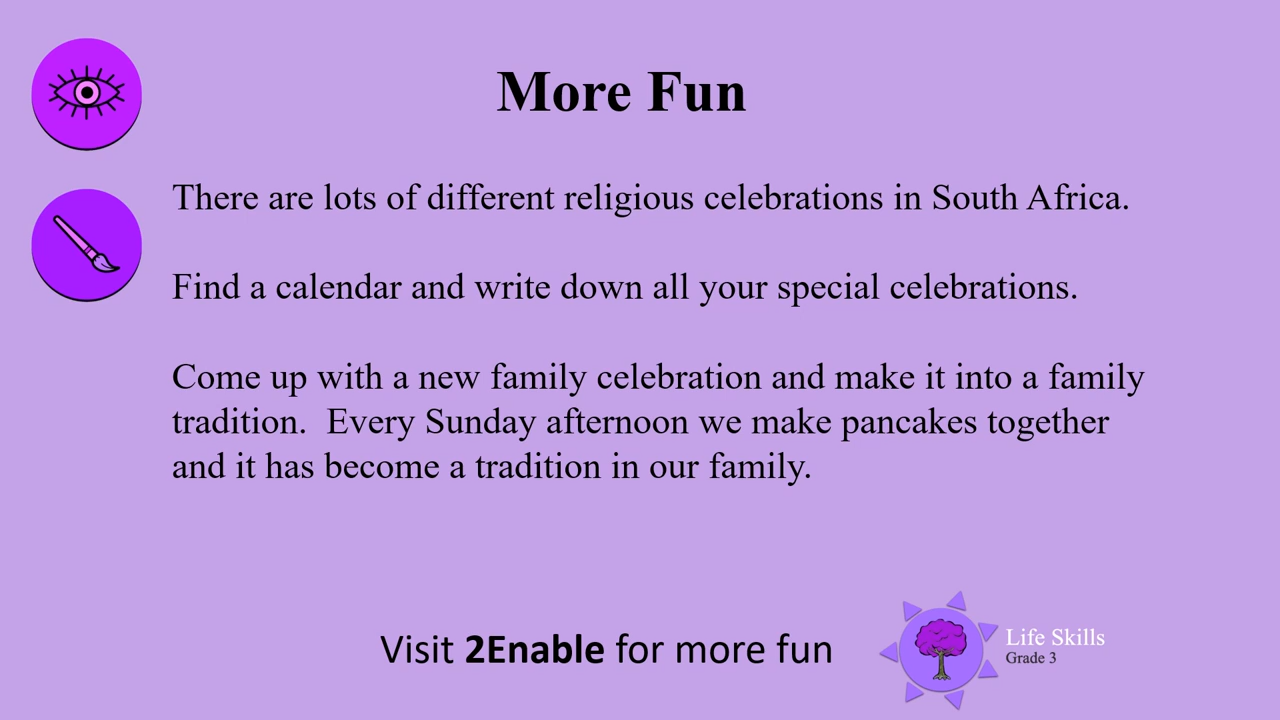 More Fun
There are lots of different religious celebrations in South Africa.
Find a calendar and write down all your special celebrations.
Come up with a new family celebration and make it into a family
tradition.  Every Sunday afternoon we make pancakes together
and it has become a tradition in our family.
Visit 2Enable for more fun
Life Skills
Grade 3